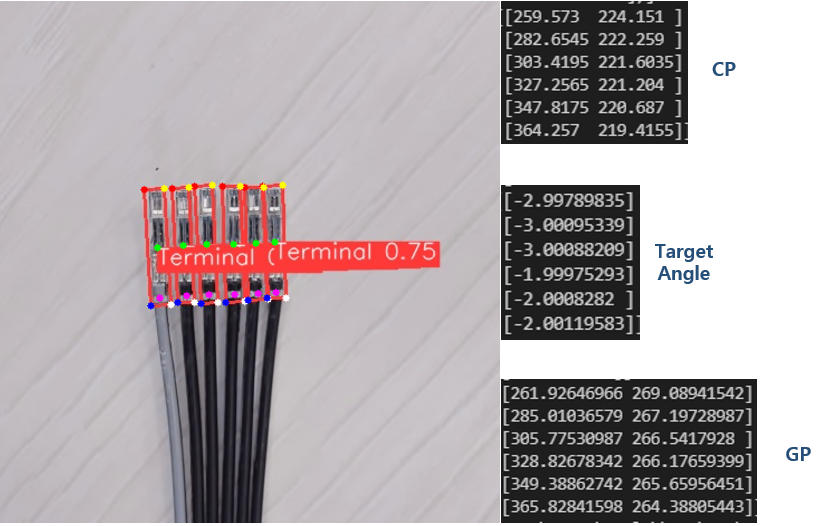 [259.573 224.151 ]
[282.6545 222.259 ]
[303.4195 221.6035]
[327.2565 221.204 ]
[347.8175 220.687 ]
[364.257 219.4155]]
CP
Terminal (Terminal 0.75
[-2.99789835]
[-3.00095339]
[-3.00088209]
[-1.99975293]
[-2.0008282 ]
[-2.00119583]]
Target
Angle
[261.92646966 269.08941542]
[285.01036579 267.19728987]
[305.77530987 266.5417928 ]
[328.82678342 266.17659399]
[349.38862742 265.65956451]
[365.82841598 264.38805443]]
GP